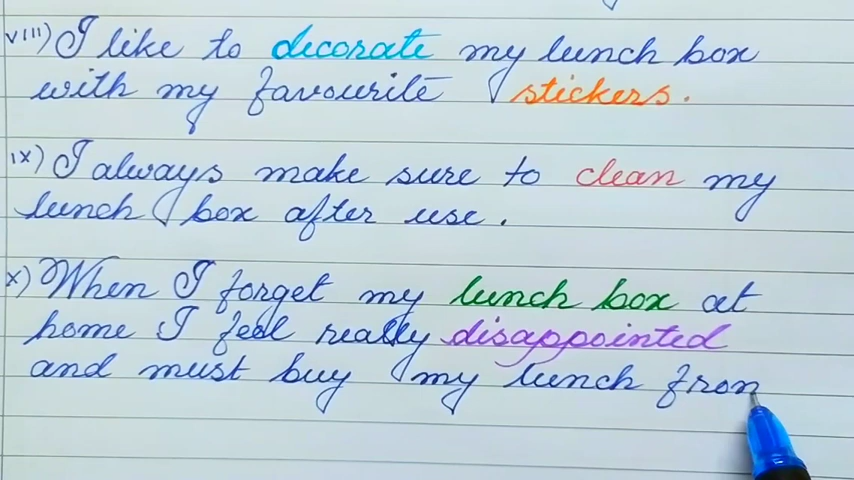 viii) I like to decorate my lunch box
with my favourite stickers.
ix) I always make sure to clean my
lunch box after use.
x) When I forget my lunch box at
home I feel really disappointed
and must buy my lunch from